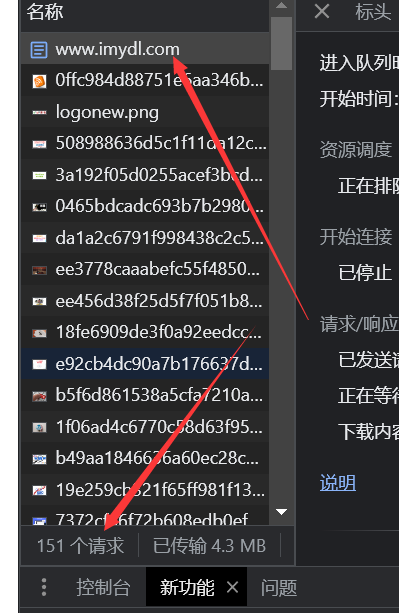 名称
标头
www.imydl.com
0ffc984d88751e5aa346b...
logonew.png
508988636d5c1f11da12c...
3a192f05d0255acef3bcd...
0465bdcadc693b7b2980...
da1a2c6791f998438c2c5...
ee3778caaabefc55f4850...
ee456d38f25d5f7f051b8...
18fe6909de3f0a92eedcc...
e92cb4dc90a7b176637d...
b5f6d861538a5cfa7210a...
1f06ad4c6770c58d63f95...
b49aa1846636a60ec28c...
进入队列时
开始时间:
资源调度
正在排队
开始连接
已停止
请求/响应
已发送请
正在等待
下载内容
说明
151 个请求
已传输 4.3 MB
控制台
新功能
问题